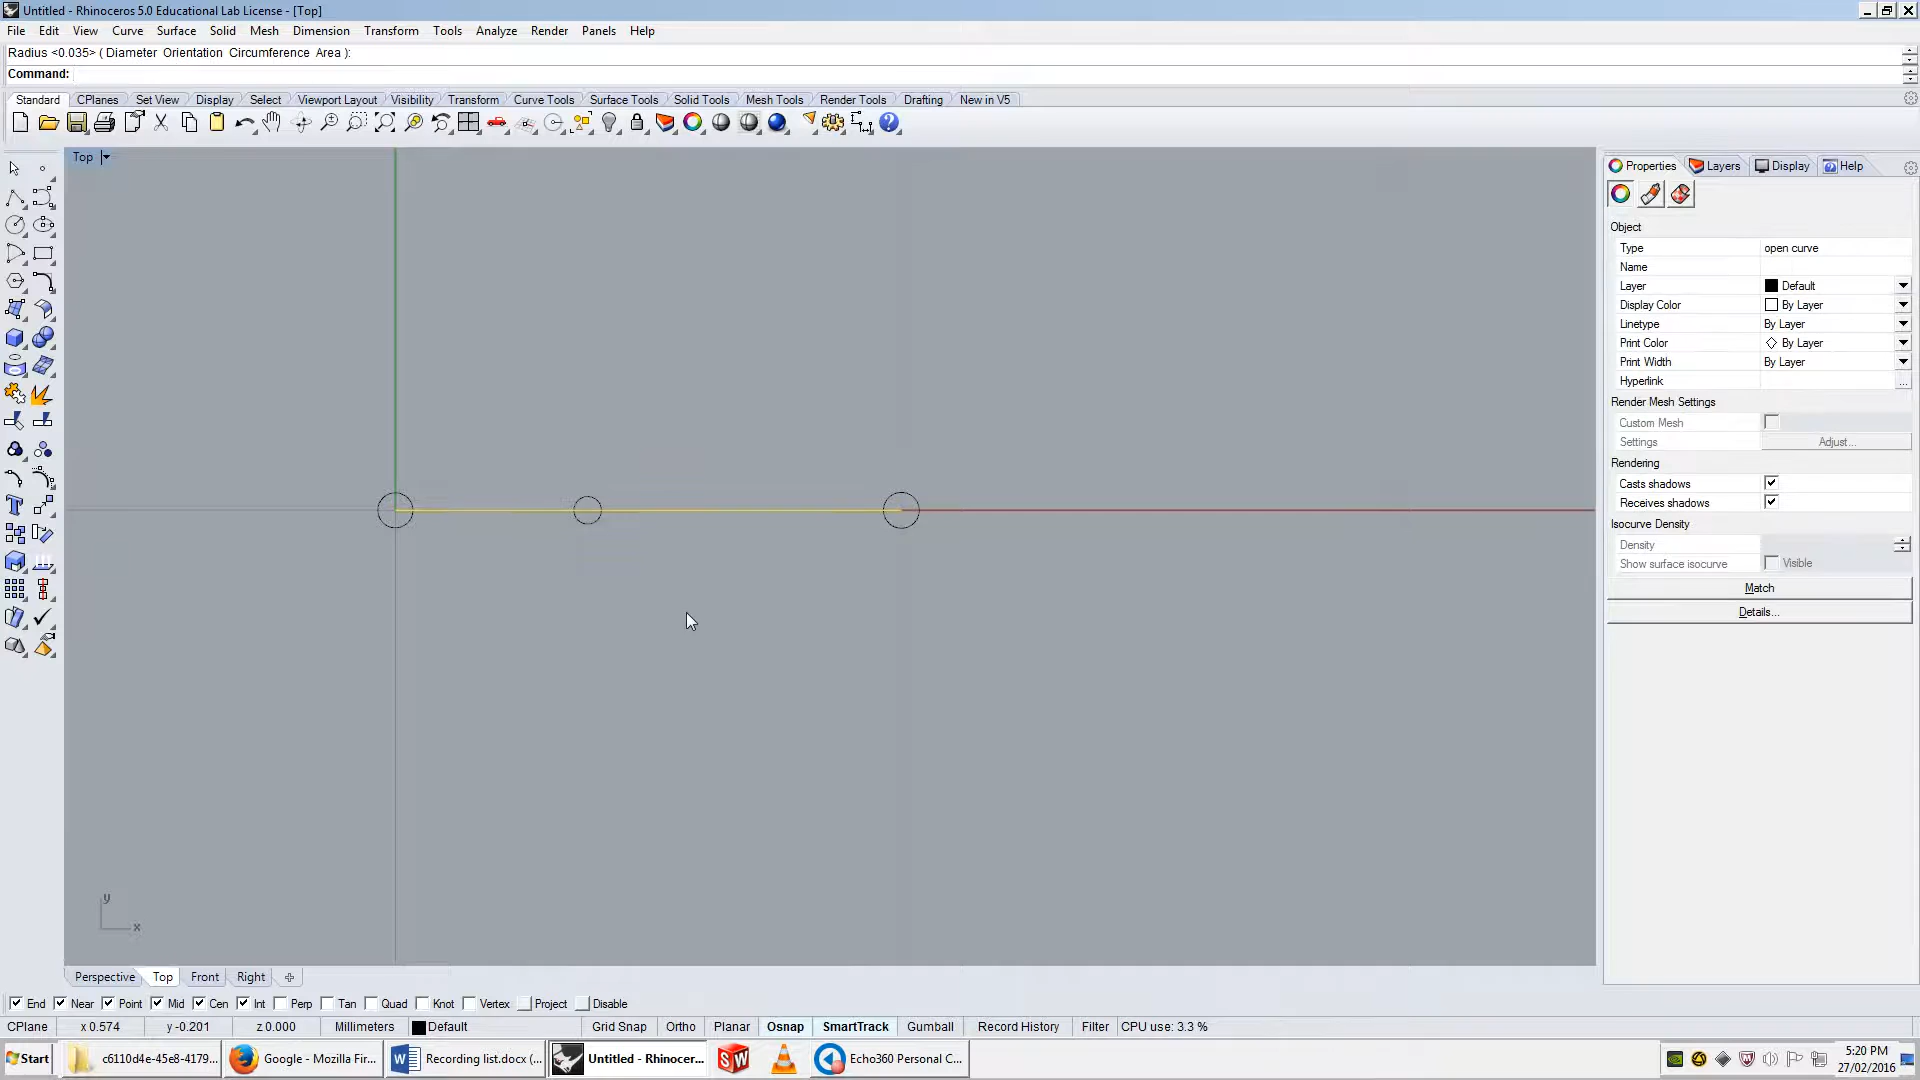 Untitled - Rhinoceros 5.0 Educational Lab License - [Top]
File Edit View Curve Surface Solid Mesh Dimension Transform Tools Analyze Render Panels Help
Radius <0.035> ( Diameter Orientation Circumference Area ):
Command:
Standard CPlanes Set View Display Select Viewport Layout Visibility Transform Curve Tools Surface Tools Solid Tools Mesh Tools Render Tools Drafting New in V5
Top
Properties Layers Display Help
Object
Type open curve
Name
Layer Default
Display Color By Layer
Linetype By Layer
Print Color By Layer
Print Width By Layer
Hyperlink ...
Render Mesh Settings
Custom Mesh
Settings Adjust...
Rendering
Casts shadows
Receives shadows
Isocurve Density
Density
Show surface isocurve Visible
Match
Details...
y
x
Perspective Top Front Right
End Near Point Mid Cen Int Perp Tan Quad Knot Vertex Project Disable
CPlane x 0.574 y -0.201 z 0.000 Millimeters Default Grid Snap Ortho Planar Osnap SmartTrack Gumball Record History Filter CPU use: 3.3 %
Start c6110d4e-45e8-4179... Google - Mozilla Fir... Recording list.docx (... Untitled - Rhinocer... SW Echo360 Personal C... 5:20 PM
27/02/2016